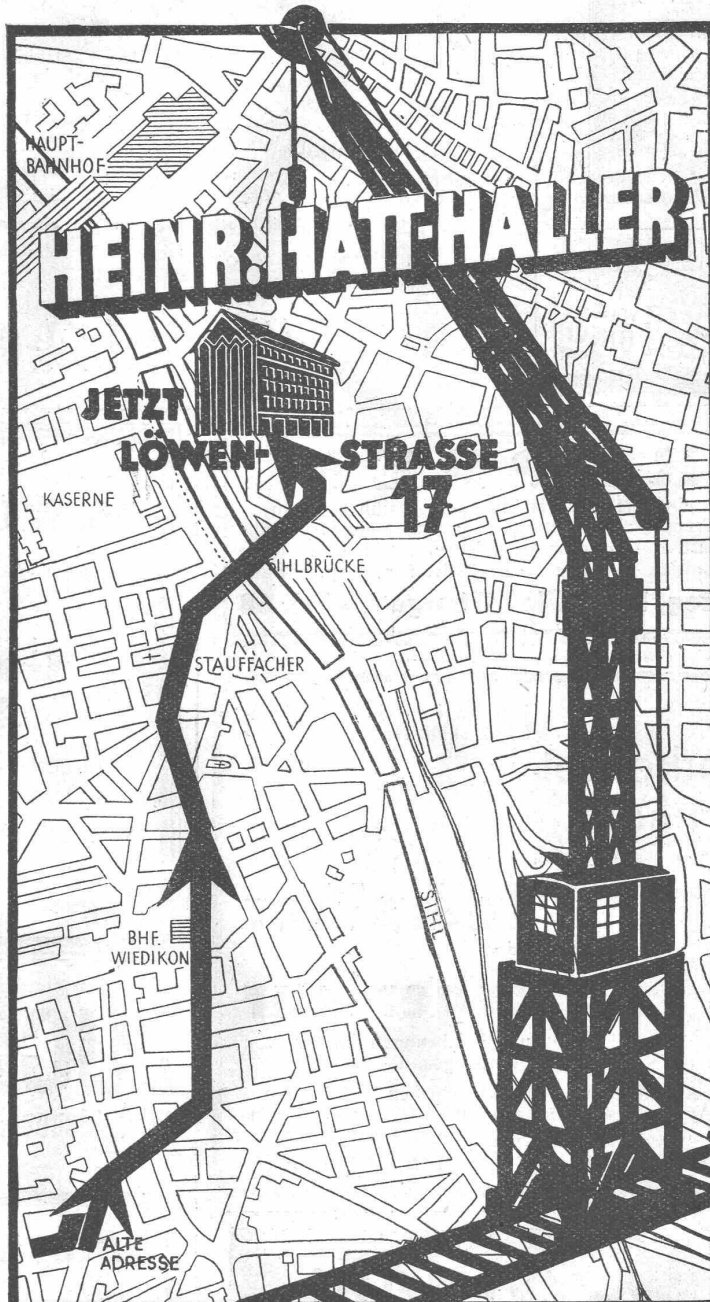 HAUPT-
BAHNHOF
HEINR. HATT-HALLER
JETZT
LÖWEN-STRASSE
17
KASERNE
SIHLBRÜCKE
STAUFFACHER
SIHL
BHF.
WIEDIKON
ALTE
ADRESSE